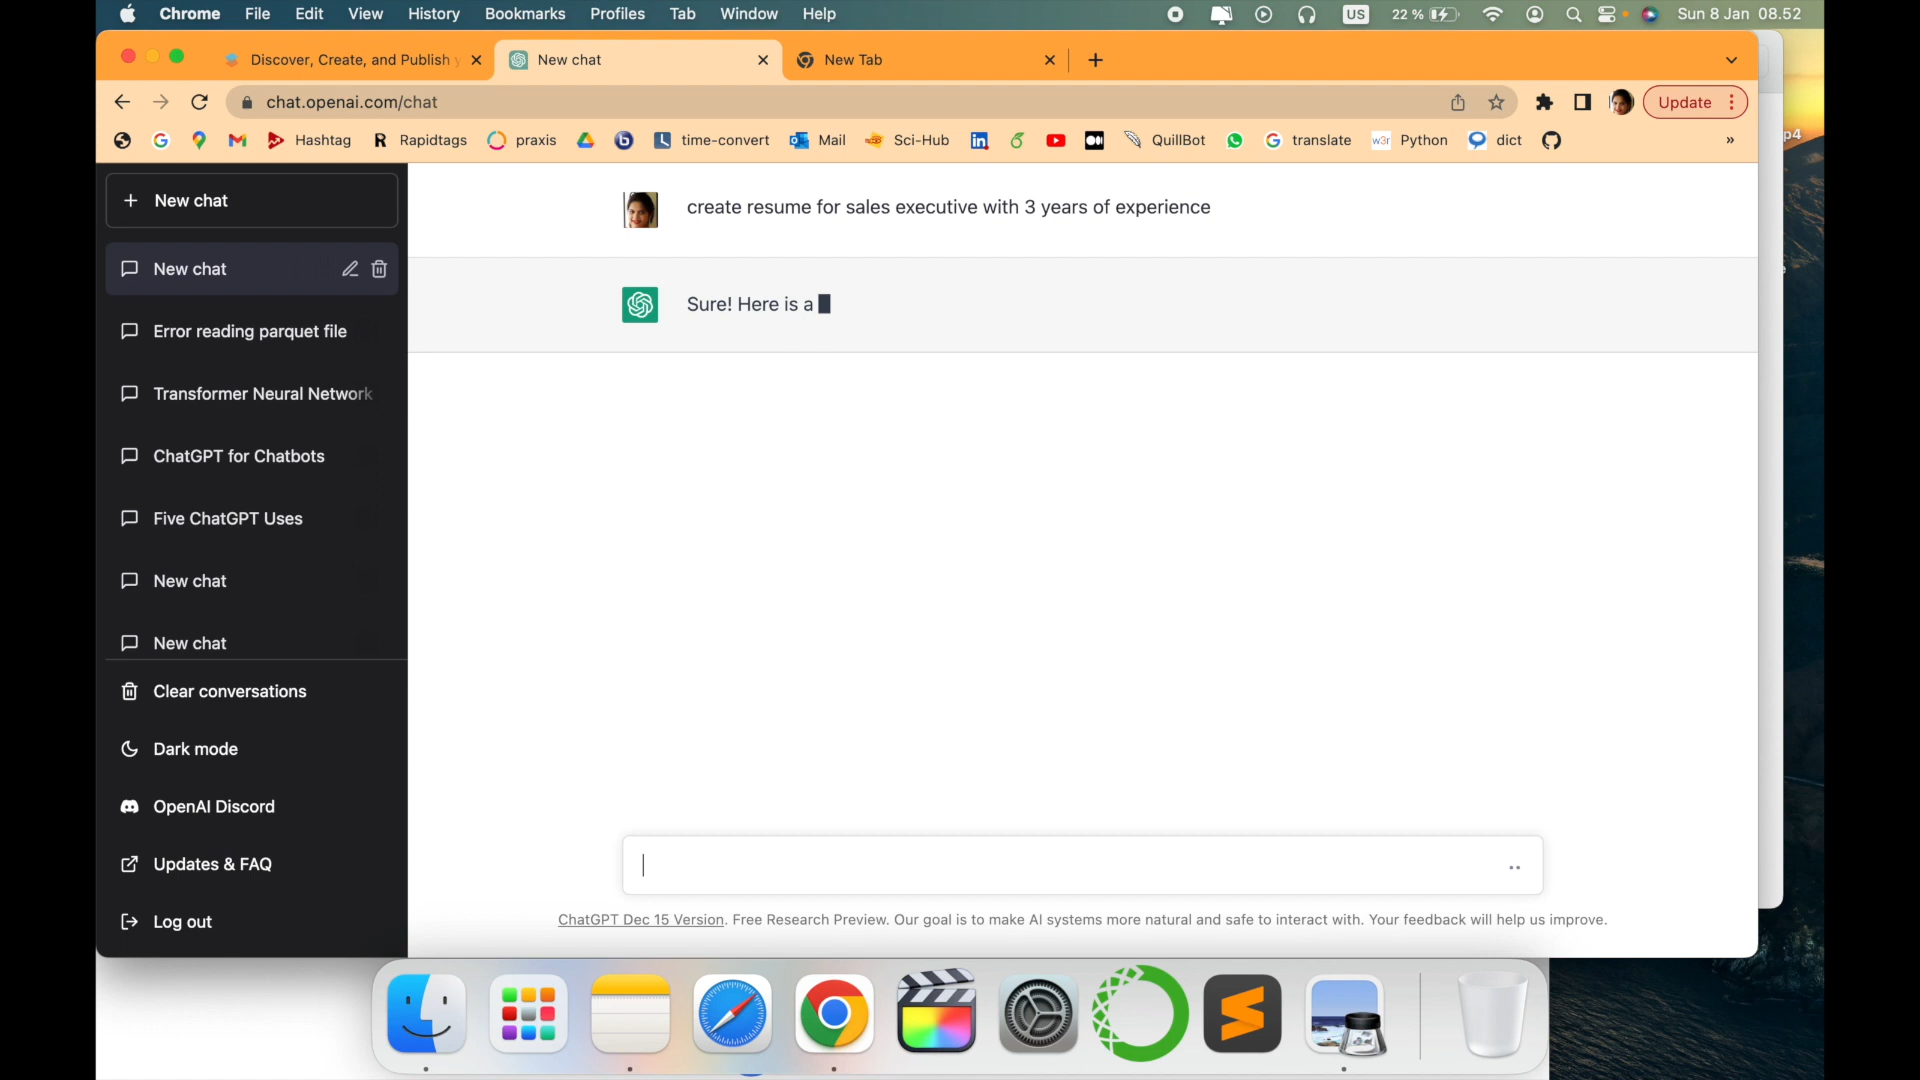 Chrome File Edit View History Bookmarks Profiles Tab Window Help US 22 % Sun 8 Jan 08.52
Discover, Create, and Publish New chat New Tab
chat.openai.com/chat Update
Hashtag R Rapidtags praxis L time-convert Mail Sci-Hub QuillBot translate w3r Python dict »
p4
New chat
New chat
Error reading parquet file
Transformer Neural Network
ChatGPT for Chatbots
Five ChatGPT Uses
New chat
New chat
Clear conversations
Dark mode
OpenAI Discord
Updates & FAQ
Log out
create resume for sales executive with 3 years of experience
Sure! Here is a
ChatGPT Dec 15 Version. Free Research Preview. Our goal is to make AI systems more natural and safe to interact with. Your feedback will help us improve.